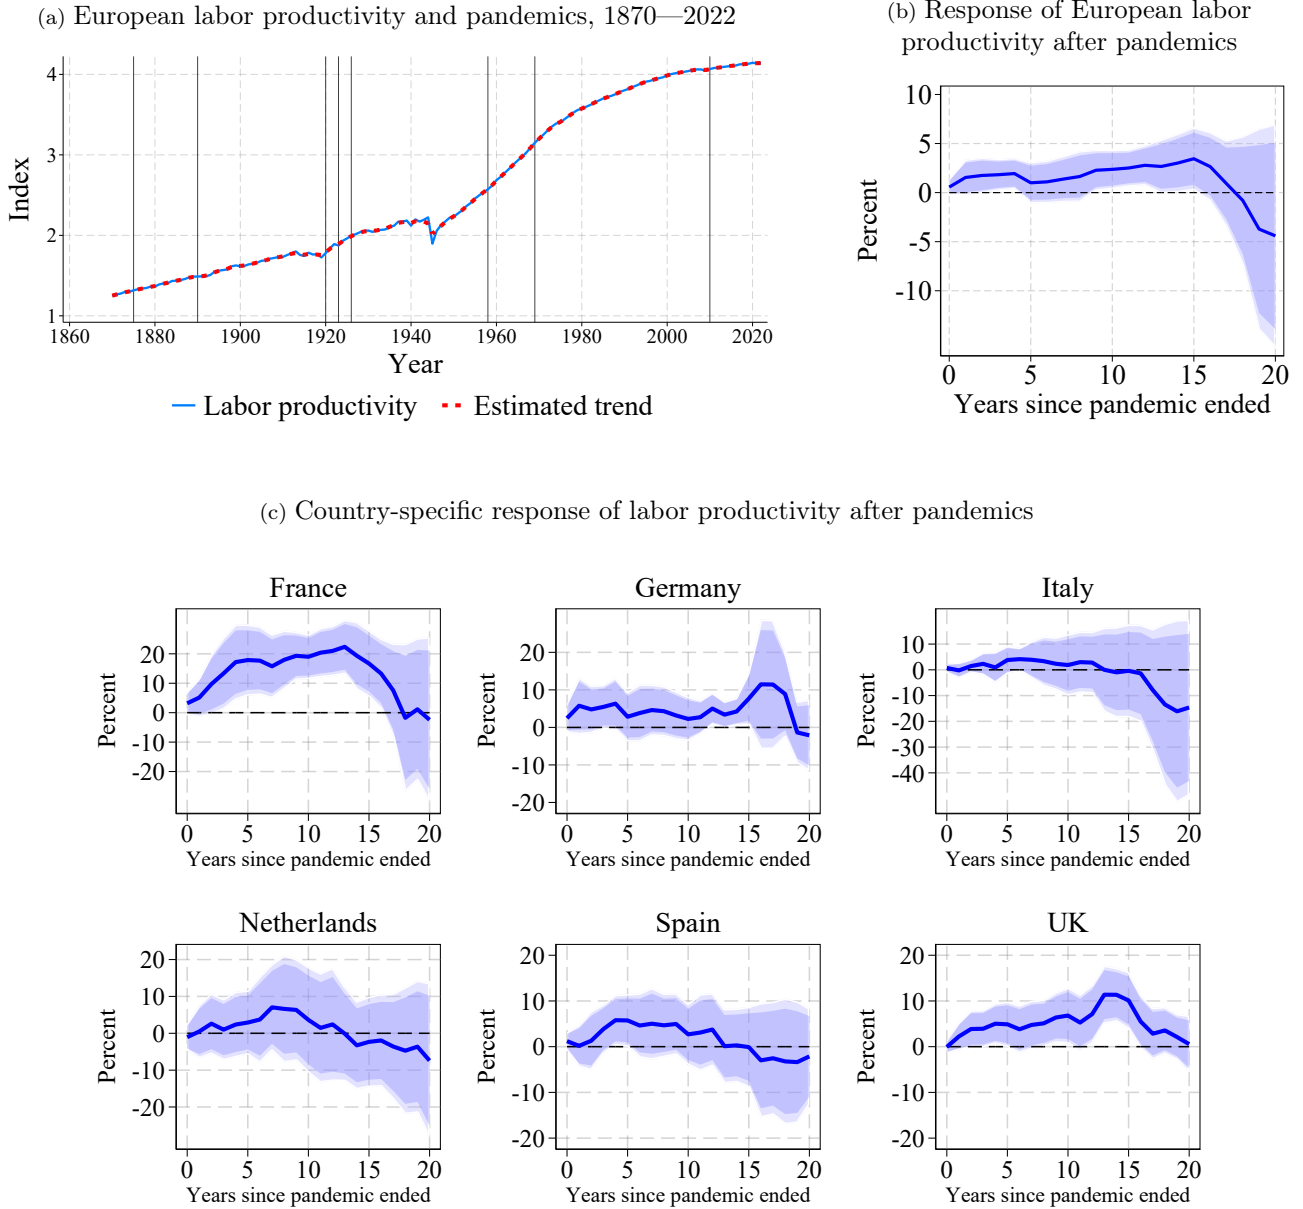 (a) European labor productivity and pandemics, 1870—2022
4
3
2
1
Index
1860 1880 1900 1920 1940 1960 1980 2000 2020
Year
Labor productivity Estimated trend
(b) Response of European labor
productivity after pandemics
10
5
0
-5
-10
Percent
0 5 10 15 20
Years since pandemic ended
(c) Country-specific response of labor productivity after pandemics
France
20
10
0
-10
-20
Percent
0 5 10 15 20
Years since pandemic ended
Germany
20
10
0
-10
-20
Percent
0 5 10 15 20
Years since pandemic ended
Italy
10
0
-10
-20
-30
-40
Percent
0 5 10 15 20
Years since pandemic ended
Netherlands
20
10
0
-10
-20
Percent
0 5 10 15 20
Years since pandemic ended
Spain
20
10
0
-10
-20
Percent
0 5 10 15 20
Years since pandemic ended
UK
20
10
0
-10
-20
Percent
0 5 10 15 20
Years since pandemic ended